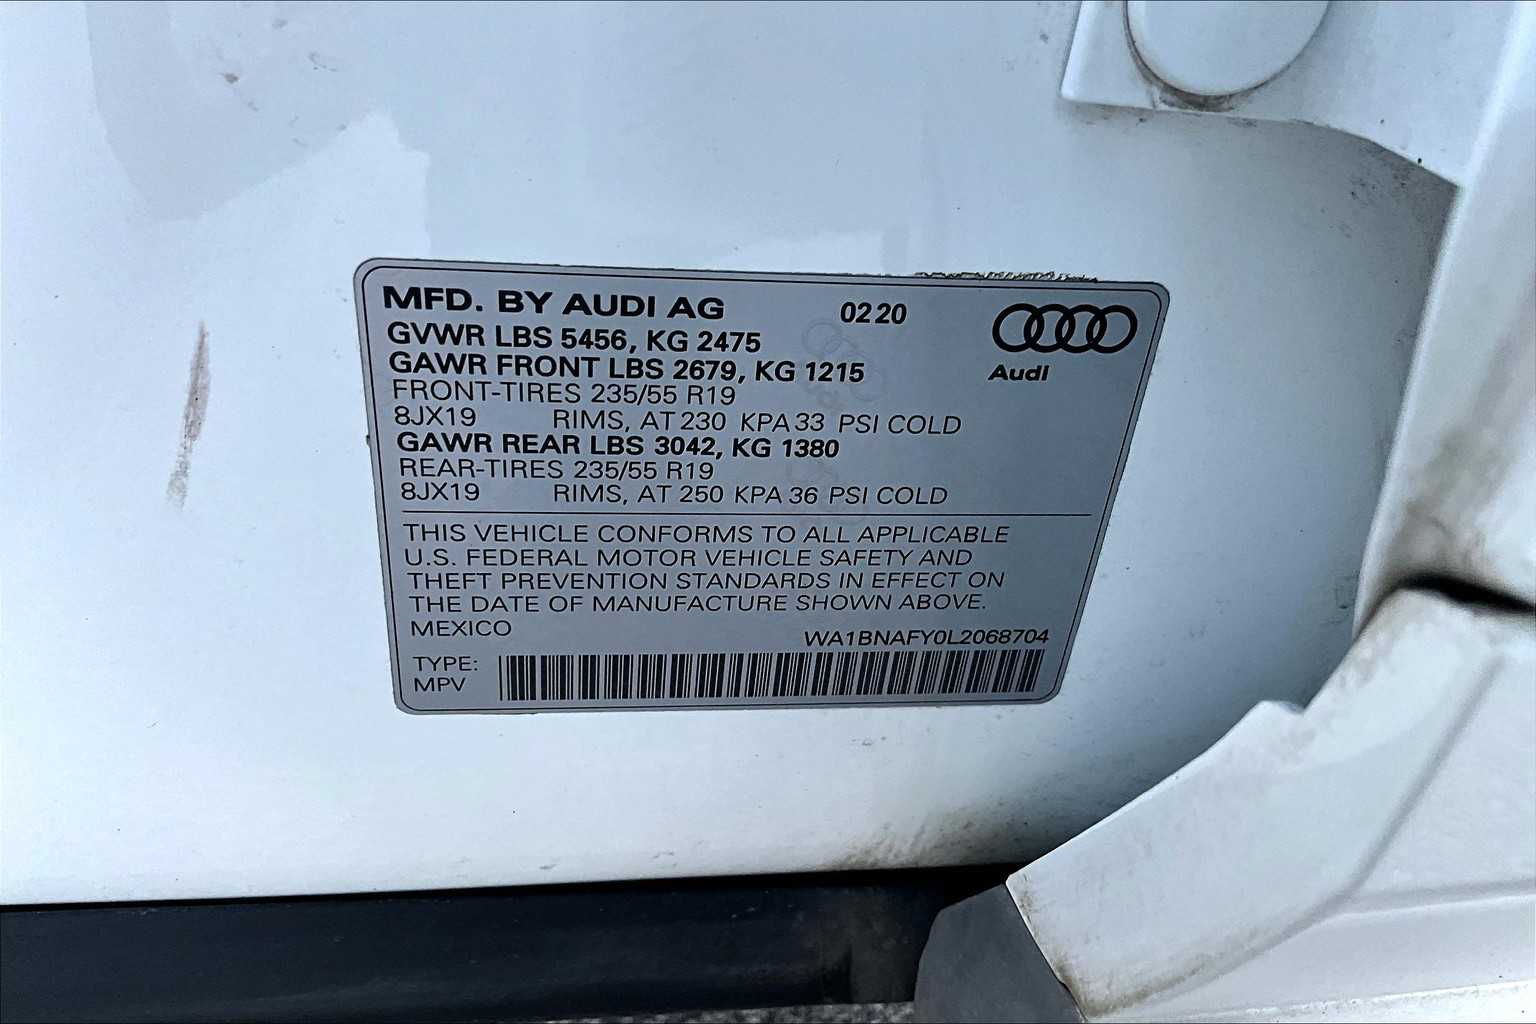 MFD. BY AUDI AG 0220
GVWR LBS 5456, KG 2475
GAWR FRONT LBS 2679, KG 1215
Audi
FRONT-TIRES 235/55 R19
8JX19 RIMS, AT 230 KPA 33 PSI COLD
GAWR REAR LBS 3042, KG 1380
REAR-TIRES 235/55 R19
8JX19 RIMS, AT 250 KPA 36 PSI COLD
THIS VEHICLE CONFORMS TO ALL APPLICABLE
U.S. FEDERAL MOTOR VEHICLE SAFETY AND
THEFT PREVENTION STANDARDS IN EFFECT ON
THE DATE OF MANUFACTURE SHOWN ABOVE.
MEXICO
WA1BNAFY0L2068704
TYPE:
MPV